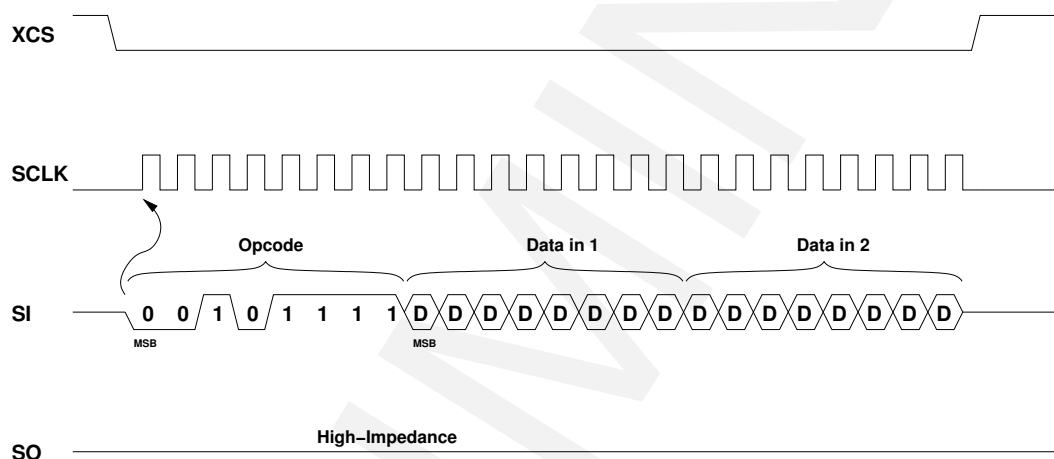 XCS
SCLK
Opcode Data in 1 Data in 2
SI 0 0 1 0 1 1 1 1 D D D D D D D D D D D D D D D D
MSB MSB
High−Impedance
SO